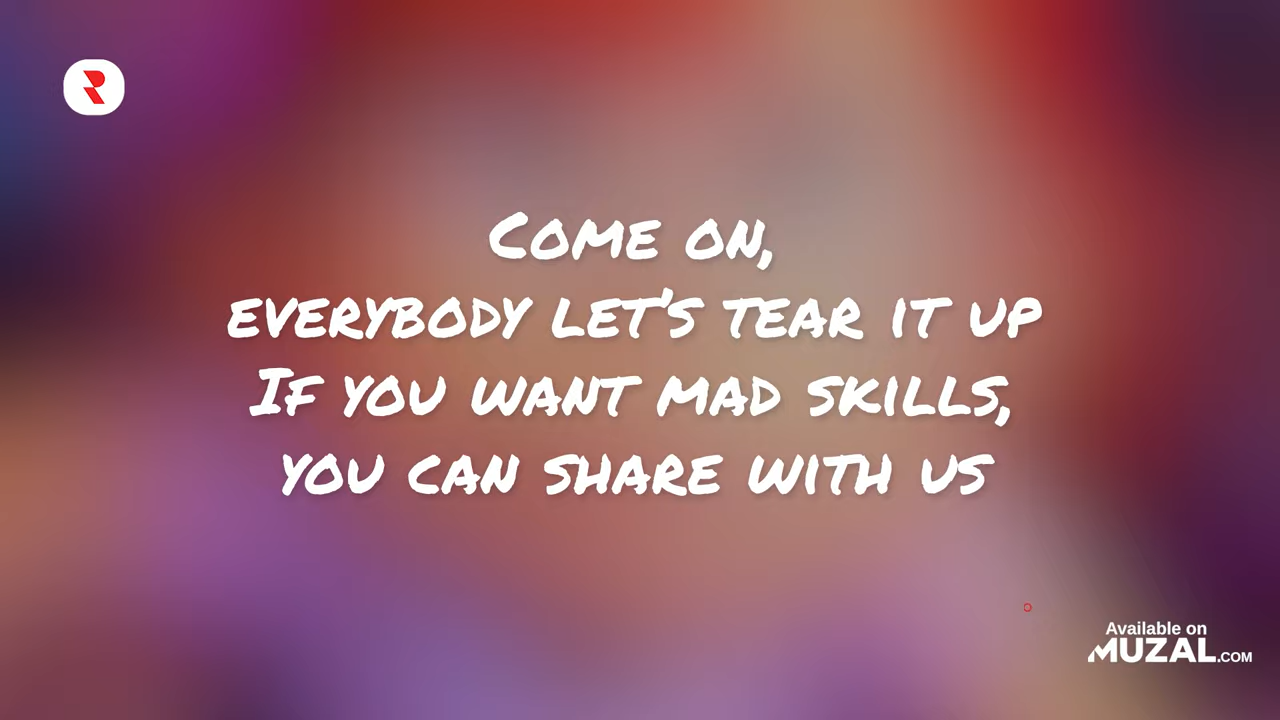 Come on,
everybody let's tear it up
If you want mad skills,
you can share with us
Available on
MUZAL.COM